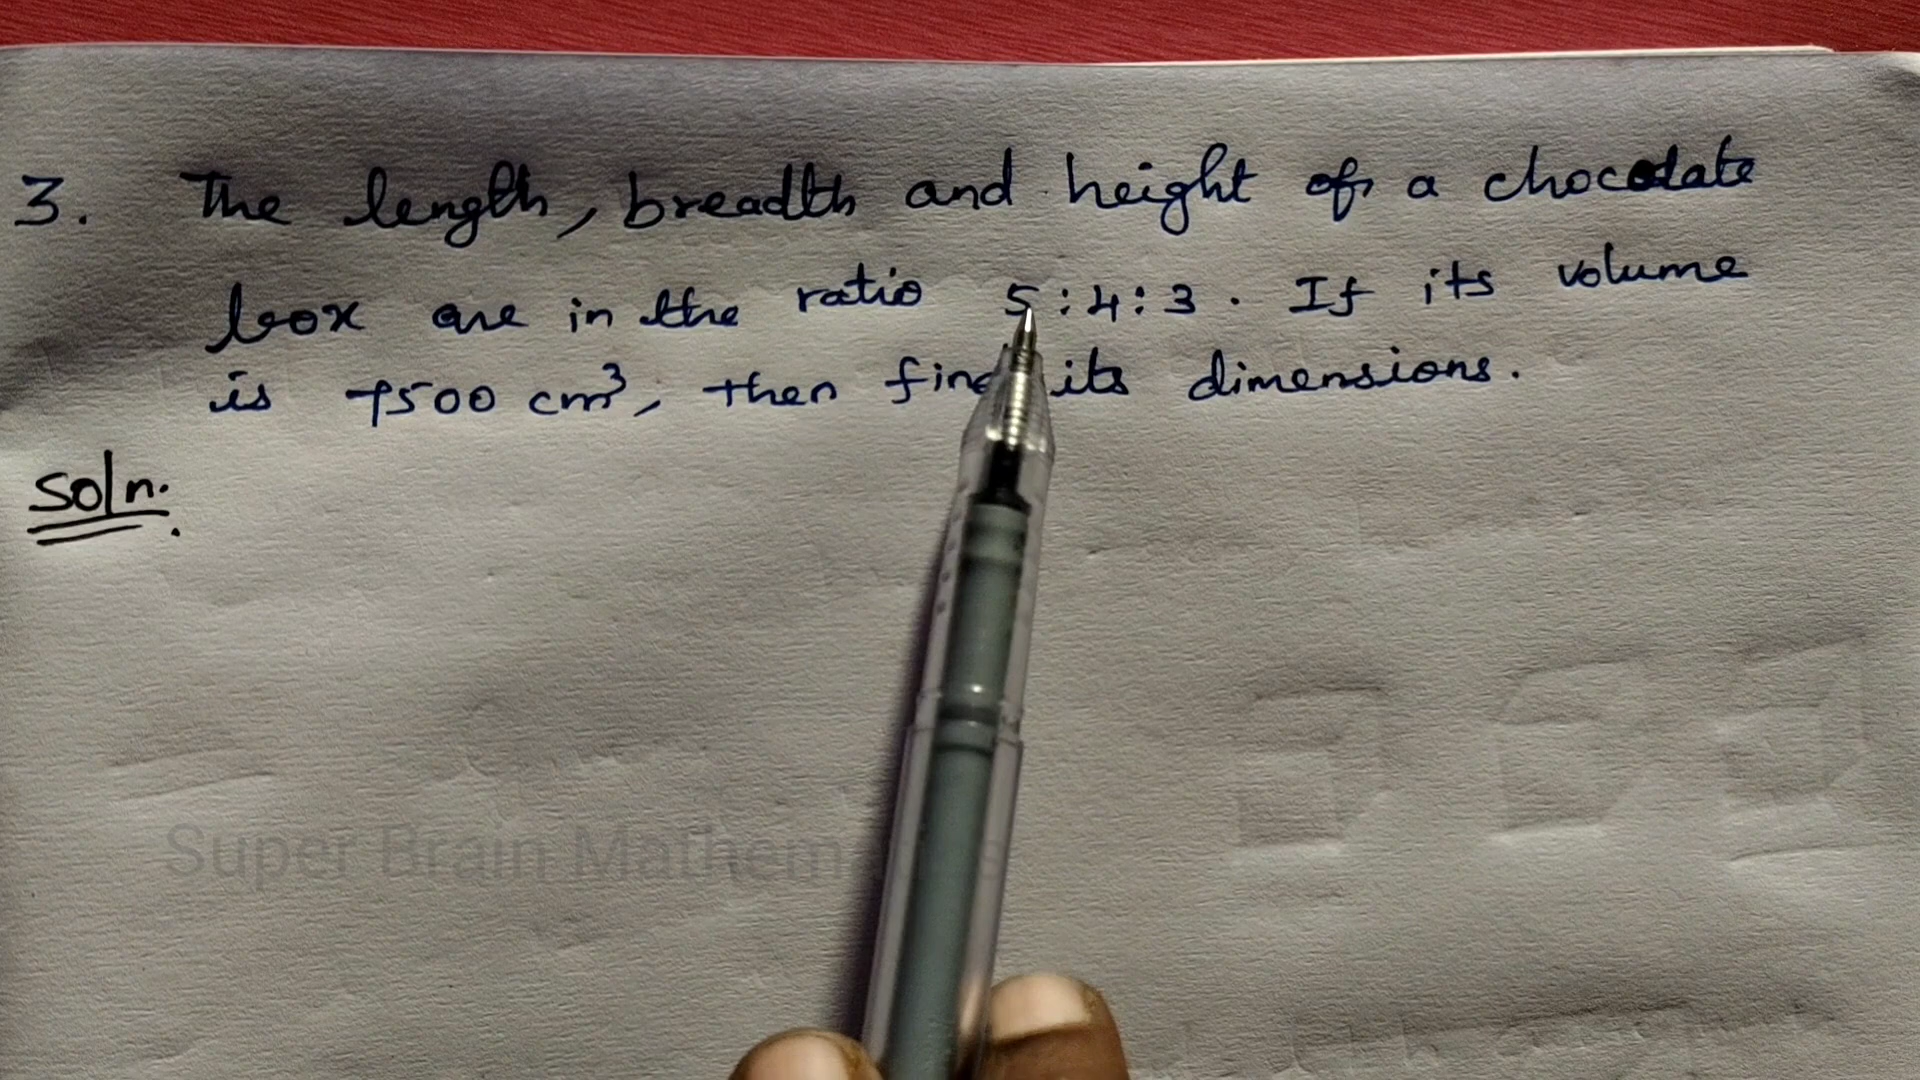 3. The length, breadth and height of a chocolate
box are in the ratio 5:4:3. If its volume
is 7500 cm³, then find its dimensions.
Soln.
Super Brain Mathem